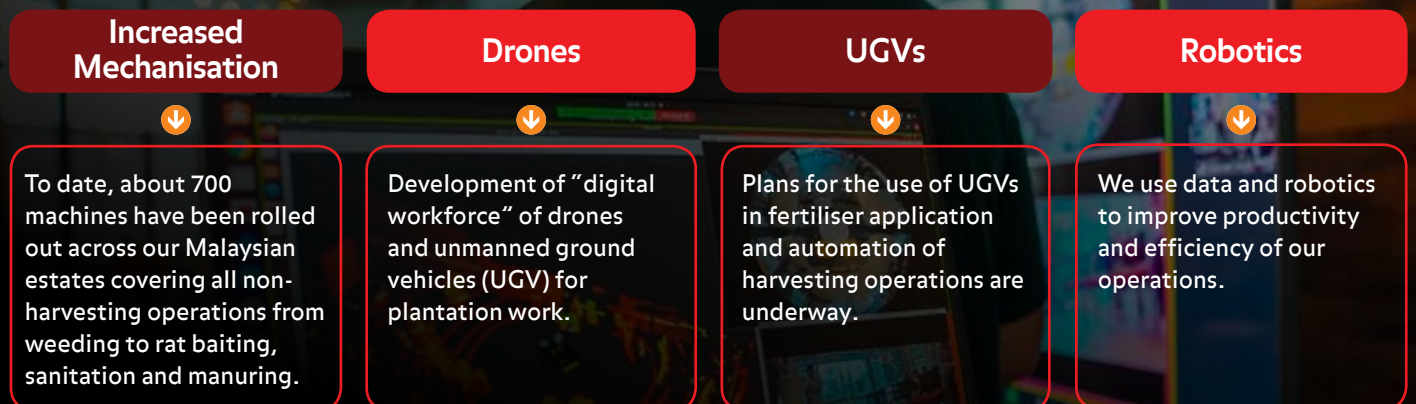 Increased
Mechanisation
To date, about 700
machines have been rolled
out across our Malaysian
estates covering all non-
harvesting operations from
weeding to rat baiting,
sanitation and manuring.
Drones
Development of “digital
workforce“ of drones
and unmanned ground
vehicles (UGV) for
plantation work.
UGVs
Plans for the use of UGVs
in fertiliser application
and automation of
harvesting operations are
underway.
Robotics
We use data and robotics
to improve productivity
and efficiency of our
operations.